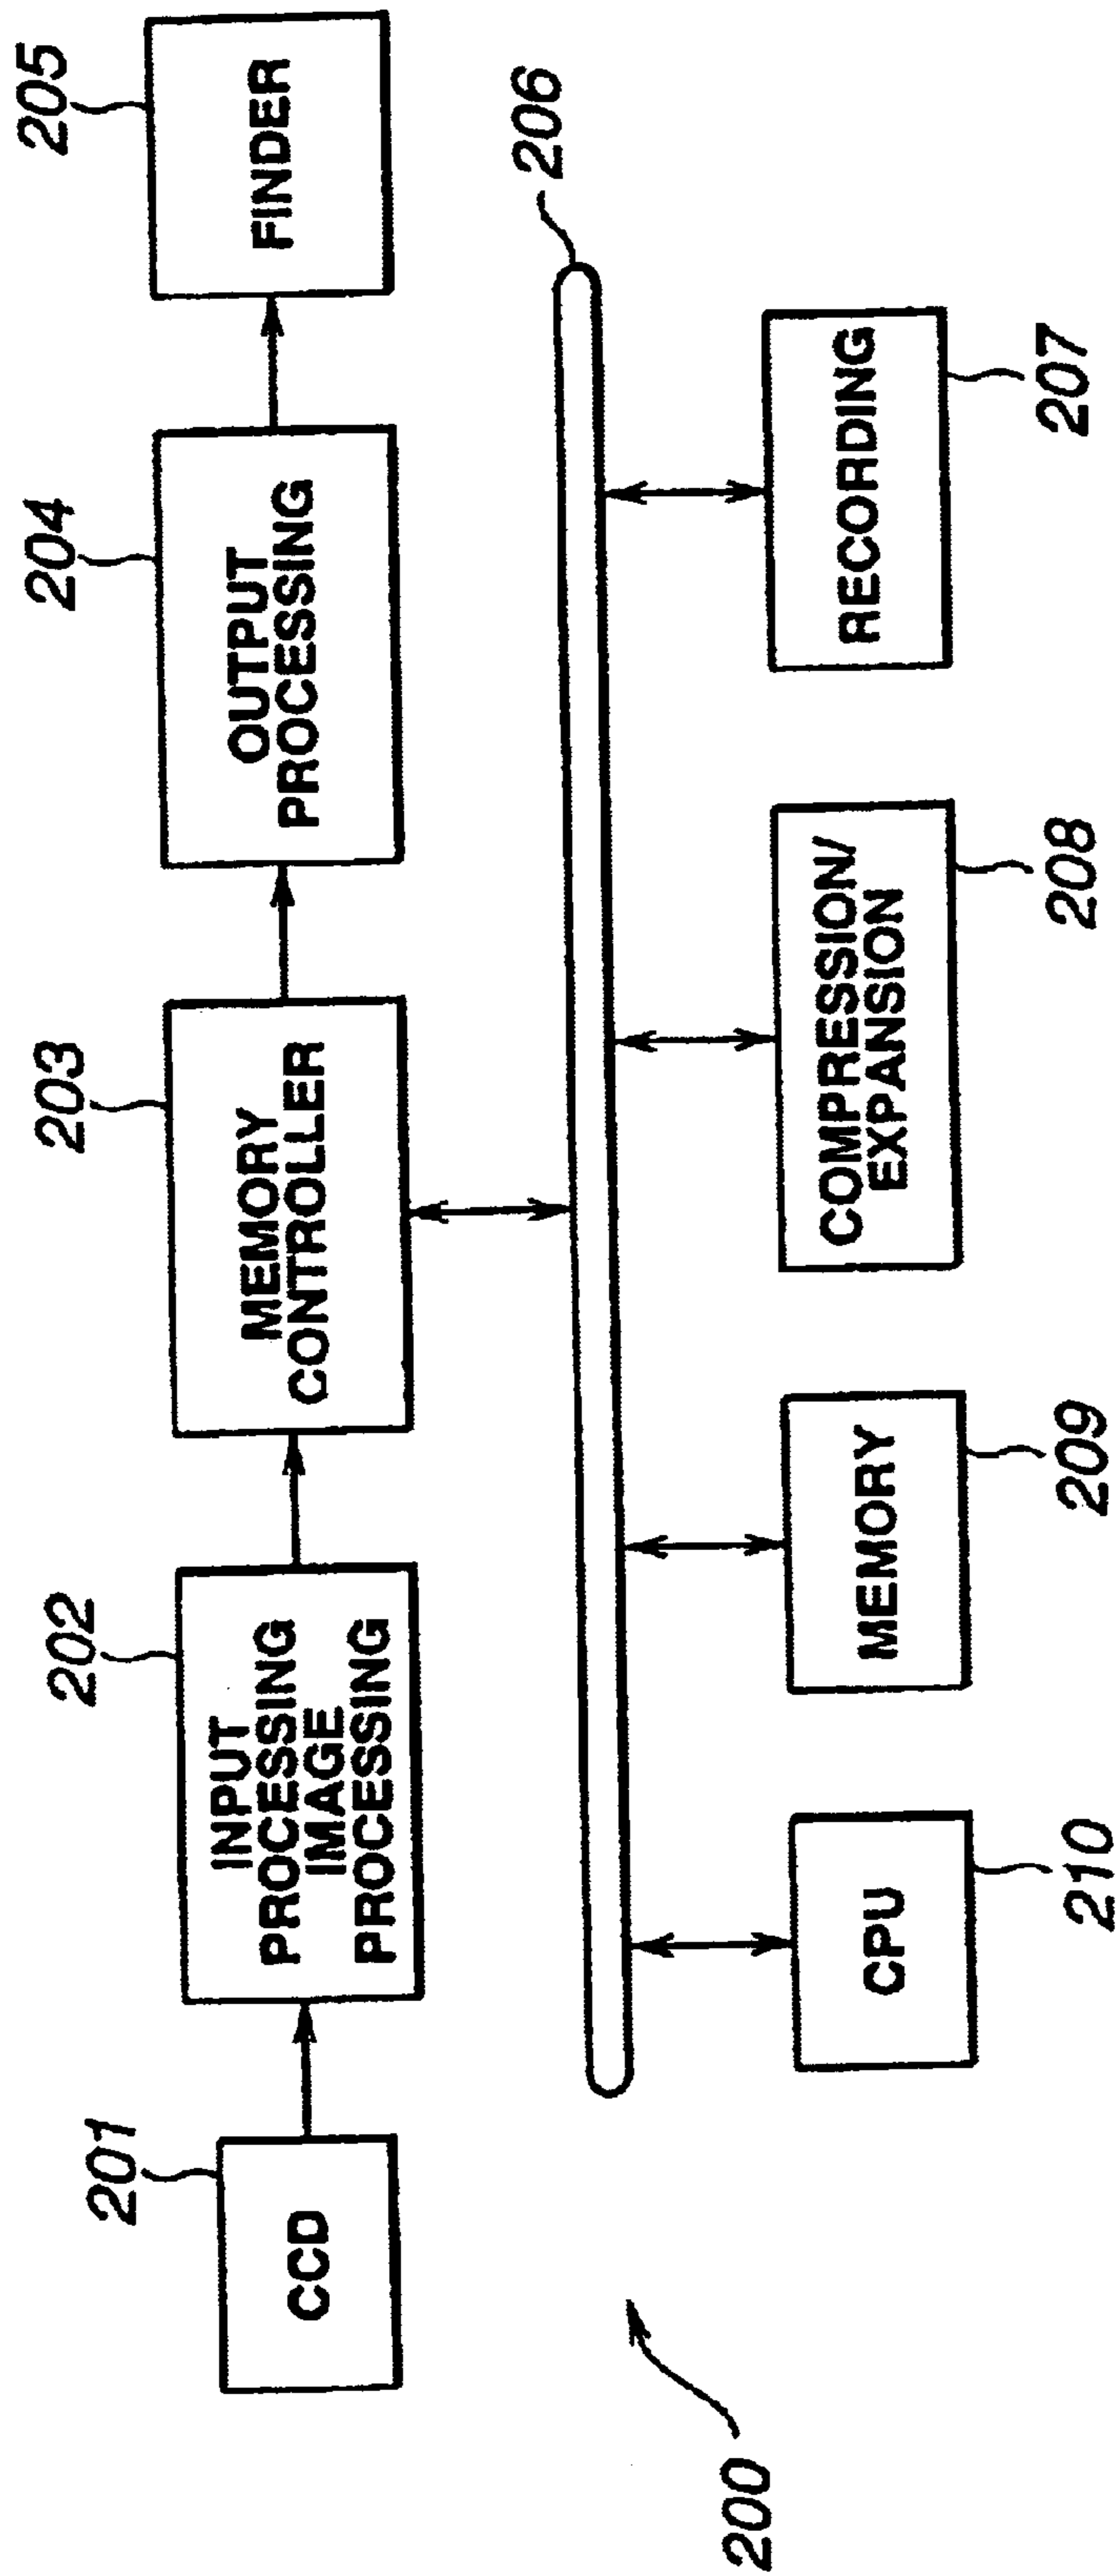 201
202
203
204
205
CCD
INPUT
PROCESSING
IMAGE
PROCESSING
MEMORY
CONTROLLER
OUTPUT
PROCESSING
FINDER
206
CPU
MEMORY
COMPRESSION/
EXPANSION
RECORDING
200
210
209
208
207